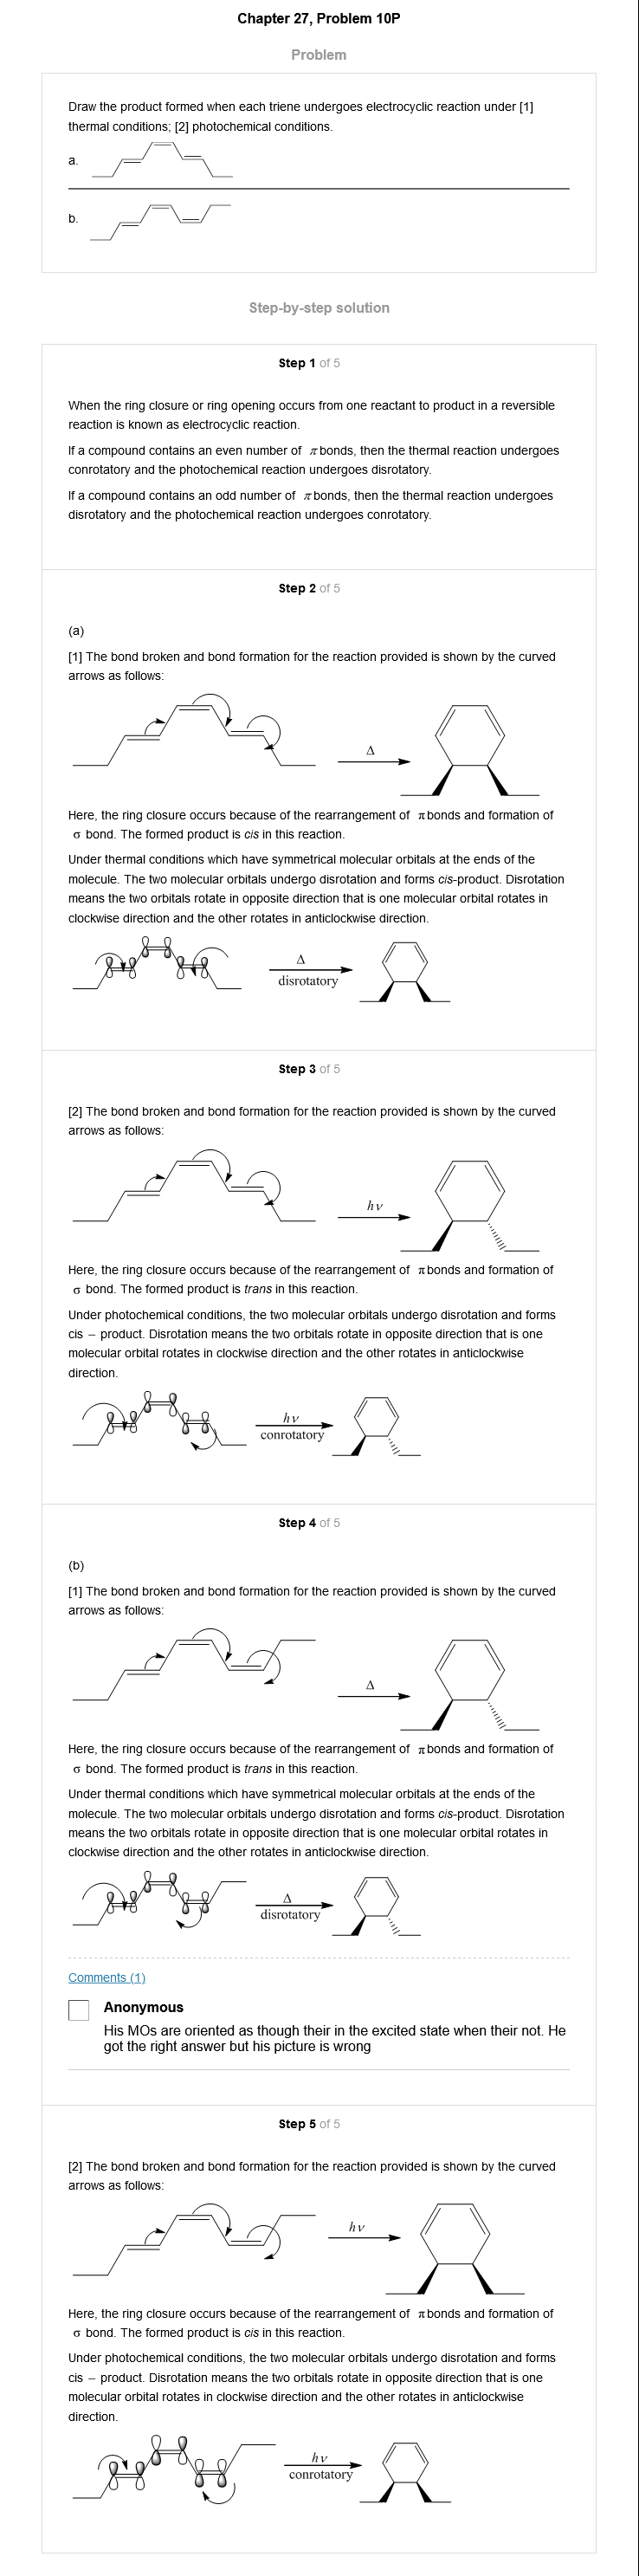 Chapter 27, Problem 10P
Problem
Draw the product formed when each triene undergoes electrocyclic reaction under [1]
thermal conditions; [2] photochemical conditions.
a.
b.
Step-by-step solution
Step 1 of 5
When the ring closure or ring opening occurs from one reactant to product in a reversible
reaction is known as electrocyclic reaction.
If a compound contains an even number of π bonds, then the thermal reaction undergoes
conrotatory and the photochemical reaction undergoes disrotatory.
If a compound contains an odd number of π bonds, then the thermal reaction undergoes
disrotatory and the photochemical reaction undergoes conrotatory.
Step 2 of 5
(a)
[1] The bond broken and bond formation for the reaction provided is shown by the curved
arrows as follows:
Δ
Here, the ring closure occurs because of the rearrangement of π bonds and formation of
σ bond. The formed product is cis in this reaction.
Under thermal conditions which have symmetrical molecular orbitals at the ends of the
molecule. The two molecular orbitals undergo disrotation and forms cis-product. Disrotation
means the two orbitals rotate in opposite direction that is one molecular orbital rotates in
clockwise direction and the other rotates in anticlockwise direction.
Δ
disrotatory
Step 3 of 5
[2] The bond broken and bond formation for the reaction provided is shown by the curved
arrows as follows:
hν
Here, the ring closure occurs because of the rearrangement of π bonds and formation of
σ bond. The formed product is trans in this reaction.
Under photochemical conditions, the two molecular orbitals undergo disrotation and forms
cis – product. Disrotation means the two orbitals rotate in opposite direction that is one
molecular orbital rotates in clockwise direction and the other rotates in anticlockwise
direction.
hν
conrotatory
Step 4 of 5
(b)
[1] The bond broken and bond formation for the reaction provided is shown by the curved
arrows as follows:
Δ
Here, the ring closure occurs because of the rearrangement of π bonds and formation of
σ bond. The formed product is trans in this reaction.
Under thermal conditions which have symmetrical molecular orbitals at the ends of the
molecule. The two molecular orbitals undergo disrotation and forms cis-product. Disrotation
means the two orbitals rotate in opposite direction that is one molecular orbital rotates in
clockwise direction and the other rotates in anticlockwise direction.
Δ
disrotatory
Comments (1)
Anonymous
His MOs are oriented as though their in the excited state when their not. He
got the right answer but his picture is wrong
Step 5 of 5
[2] The bond broken and bond formation for the reaction provided is shown by the curved
arrows as follows:
hν
Here, the ring closure occurs because of the rearrangement of π bonds and formation of
σ bond. The formed product is cis in this reaction.
Under photochemical conditions, the two molecular orbitals undergo disrotation and forms
cis – product. Disrotation means the two orbitals rotate in opposite direction that is one
molecular orbital rotates in clockwise direction and the other rotates in anticlockwise
direction.
hν
conrotatory